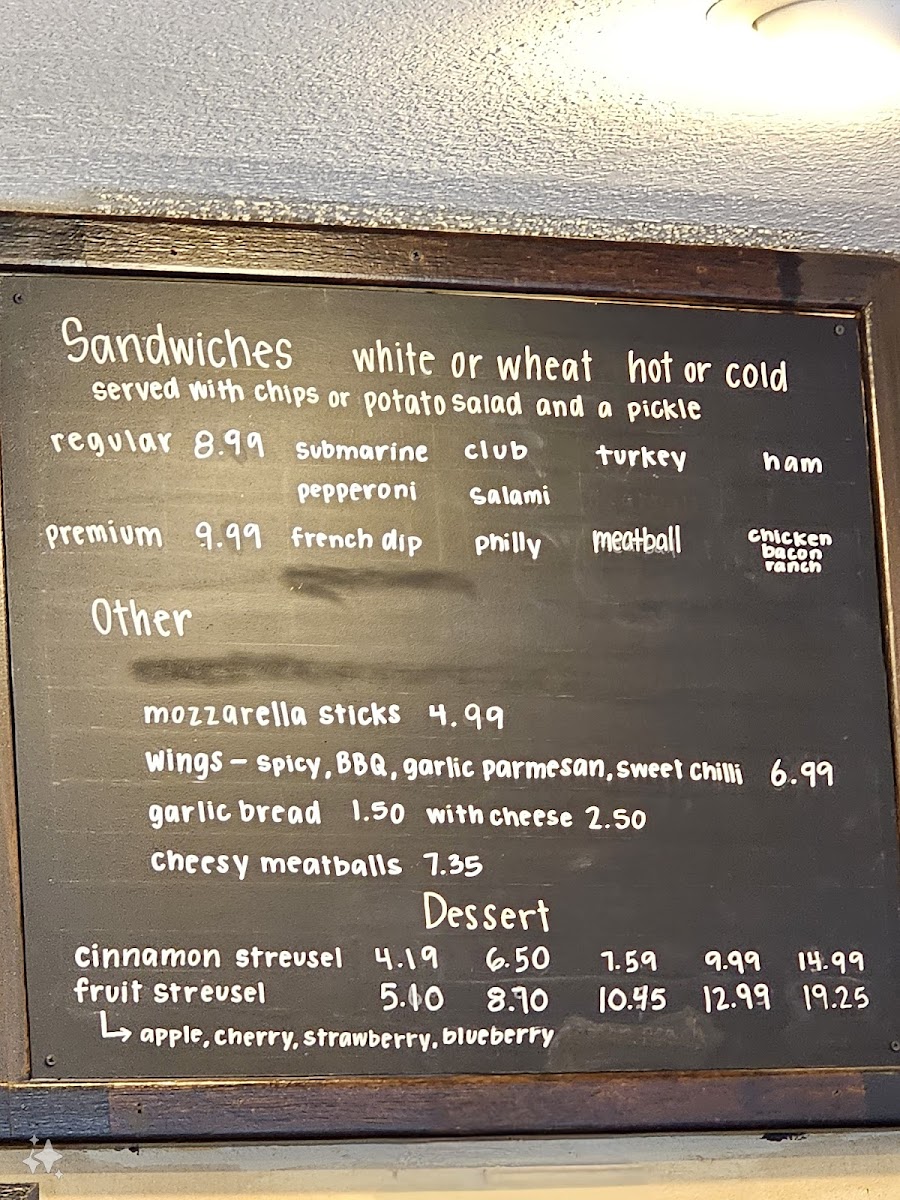 Sandwiches white or wheat hot or cold
served with chips or potato salad and a pickle
regular 8.99 submarine club turkey ham
pepperoni salami
premium 9.99 french dip philly meatball chicken bacon ranch
Other
mozzarella sticks 4.99
wings - spicy, BBQ, garlic parmesan, sweet chilli 6.99
garlic bread 1.50 with cheese 2.50
cheesy meatballs 7.35
Dessert
cinnamon streusel 4.19 6.50 7.59 9.99 14.99
fruit streusel 5.10 8.70 10.45 12.99 19.25
↳ apple, cherry, strawberry, blueberry